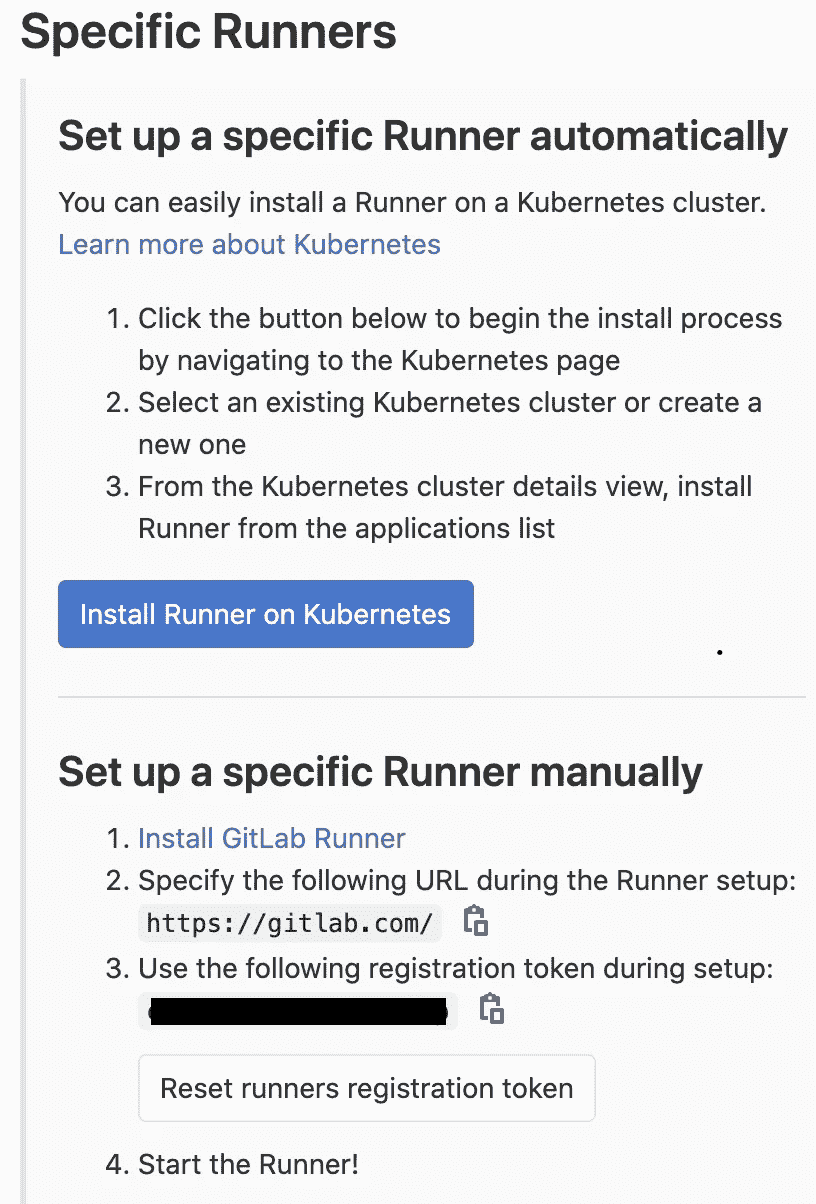 Specific Runners
Set up a specific Runner automatically
You can easily install a Runner on a Kubernetes cluster.
Learn more about Kubernetes
1. Click the button below to begin the install process
by navigating to the Kubernetes page
2. Select an existing Kubernetes cluster or create a
new one
3. From the Kubernetes cluster details view, install
Runner from the applications list
Install Runner on Kubernetes
Set up a specific Runner manually
1. Install GitLab Runner
2. Specify the following URL during the Runner setup:
https://gitlab.com/
3. Use the following registration token during setup:
Reset runners registration token
4. Start the Runner!